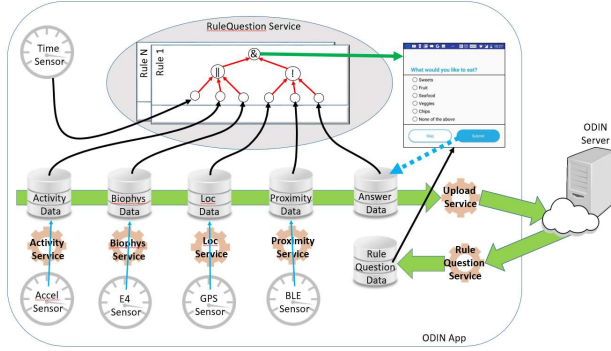 RuleQuestion Service
Time
Sensor
Rule N
Rule 1
&
||
!
What would you like to eat?
Sweets
Fruit
Seafood
Veggies
Chips
None of the above
Skip
Submit
ODIN
Server
Activity
Data
Biophys
Data
Loc
Data
Proximity
Data
Answer
Data
Upload
Service
Activity
Service
Biophys
Service
Loc
Service
Proximity
Service
Rule
Question
Data
Rule
Question
Service
Accel
Sensor
E4
Sensor
GPS
Sensor
BLE
Sensor
ODIN App